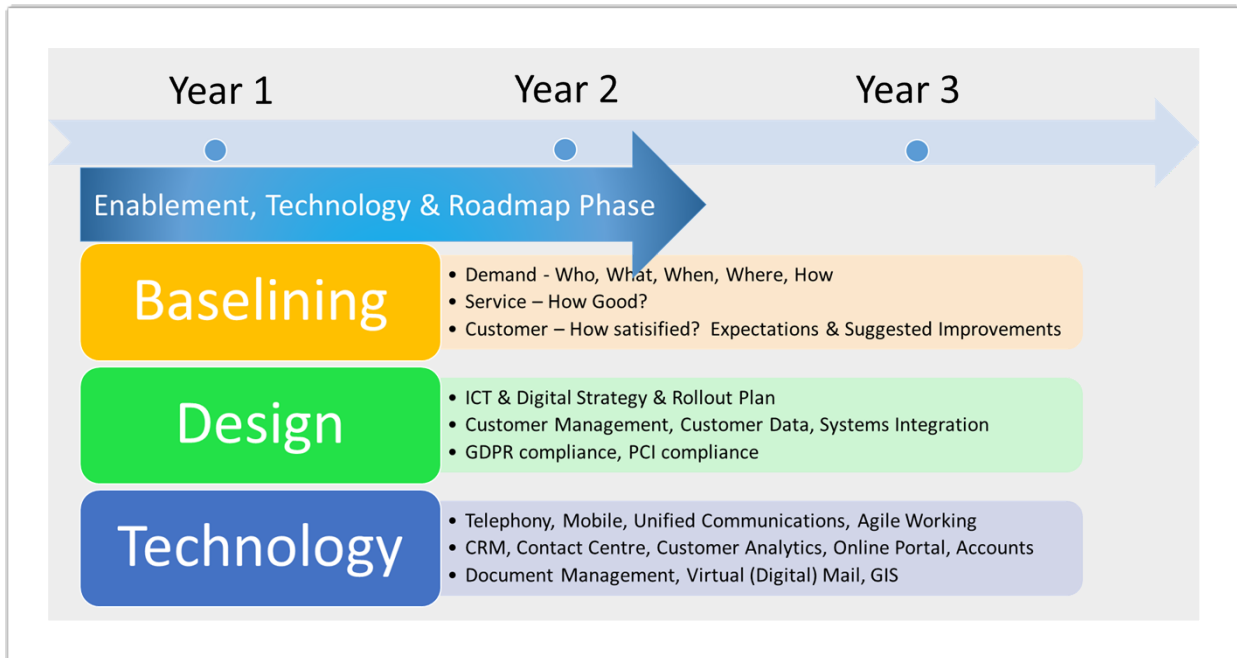 Year 1 Year 2 Year 3
Enablement, Technology & Roadmap Phase
Baselining
• Demand - Who, What, When, Where, How
• Service – How Good?
• Customer – How satisified? Expectations & Suggested Improvements
Design
• ICT & Digital Strategy & Rollout Plan
• Customer Management, Customer Data, Systems Integration
• GDPR compliance, PCI compliance
Technology
• Telephony, Mobile, Unified Communications, Agile Working
• CRM, Contact Centre, Customer Analytics, Online Portal, Accounts
• Document Management, Virtual (Digital) Mail, GIS